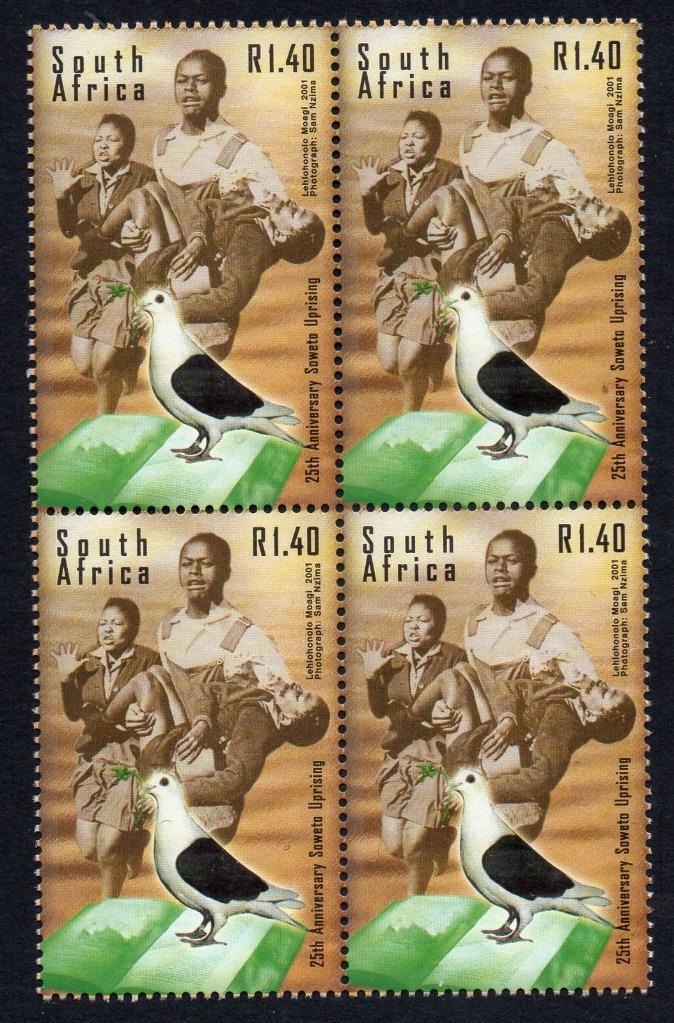 South
Africa
R1.40
Lehlohonolo Moagi 2001
Photograph: Sam Nzima
25th Anniversary Soweto Uprising
South
Africa
R1.40
Lehlohonolo Moagi 2001
Photograph: Sam Nzima
25th Anniversary Soweto Uprising
South
Africa
R1.40
Lehlohonolo Moagi 2001
Photograph: Sam Nzima
25th Anniversary Soweto Uprising
South
Africa
R1.40
Lehlohonolo Moagi 2001
Photograph: Sam Nzima
25th Anniversary Soweto Uprising